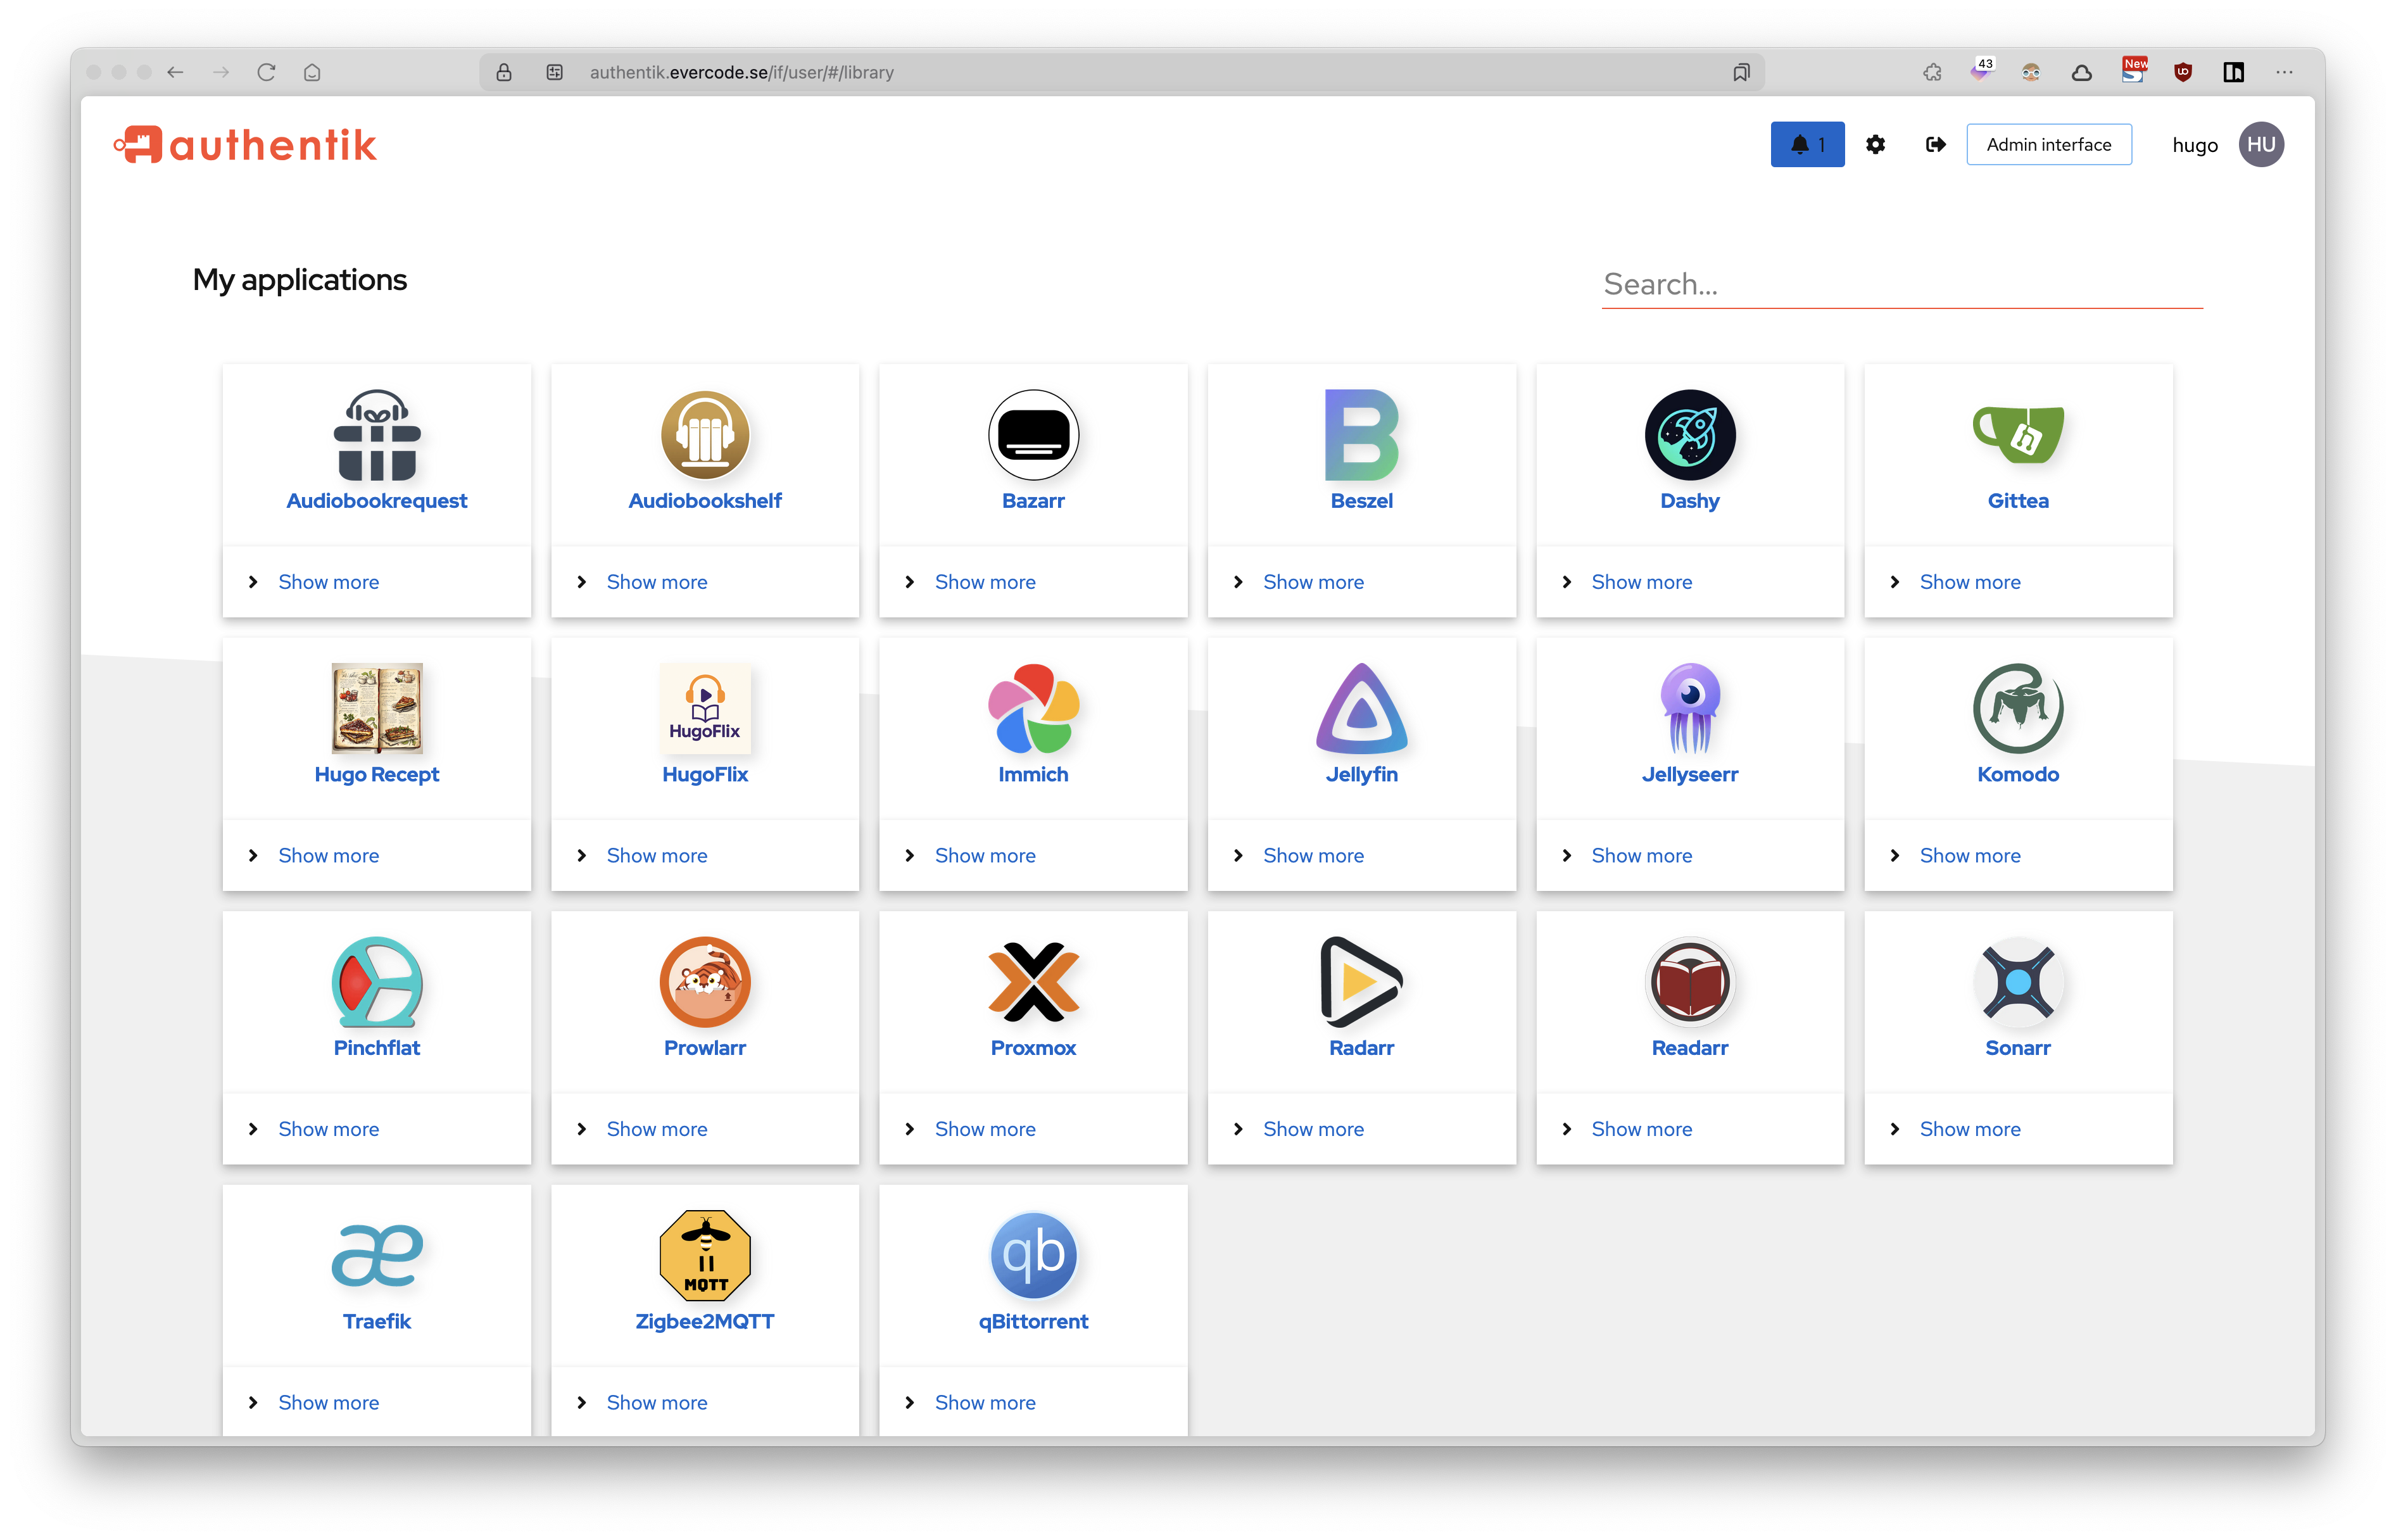 authentik.evercode.se/if/user/#/library
43
New
authentik
1
Admin interface
hugo
HU
My applications
Search...
Audiobookrequest
Audiobookshelf
Bazarr
Beszel
Dashy
Gittea
Show more
Show more
Show more
Show more
Show more
Show more
HugoFlix
Hugo Recept
HugoFlix
Immich
Jellyfin
Jellyseerr
Komodo
Show more
Show more
Show more
Show more
Show more
Show more
Pinchflat
Prowlarr
Proxmox
Radarr
Readarr
Sonarr
Show more
Show more
Show more
Show more
Show more
Show more
æ
MQTT
qb
Traefik
Zigbee2MQTT
qBittorrent
Show more
Show more
Show more